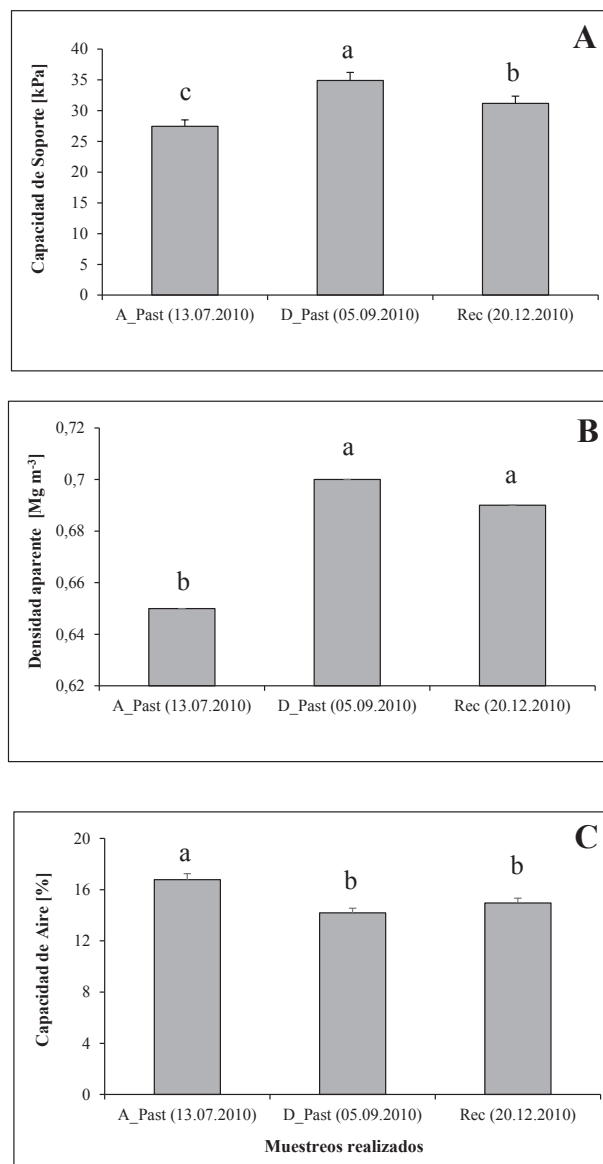 A
Capacidad de Soporte [kPa]
40
35
30
25
20
15
10
5
0
c
a
b
A_Past (13.07.2010) D_Past (05.09.2010) Rec (20.12.2010)
B
Densidad aparente [Mg m-3]
0,72
0,7
0,68
0,66
0,64
0,62
b
a
a
A_Past (13.07.2010) D_Past (05.09.2010) Rec (20.12.2010)
C
Capacidad de Aire [%]
20
16
12
8
4
0
a
b
b
A_Past (13.07.2010) D_Past (05.09.2010) Rec (20.12.2010)
Muestreos realizados